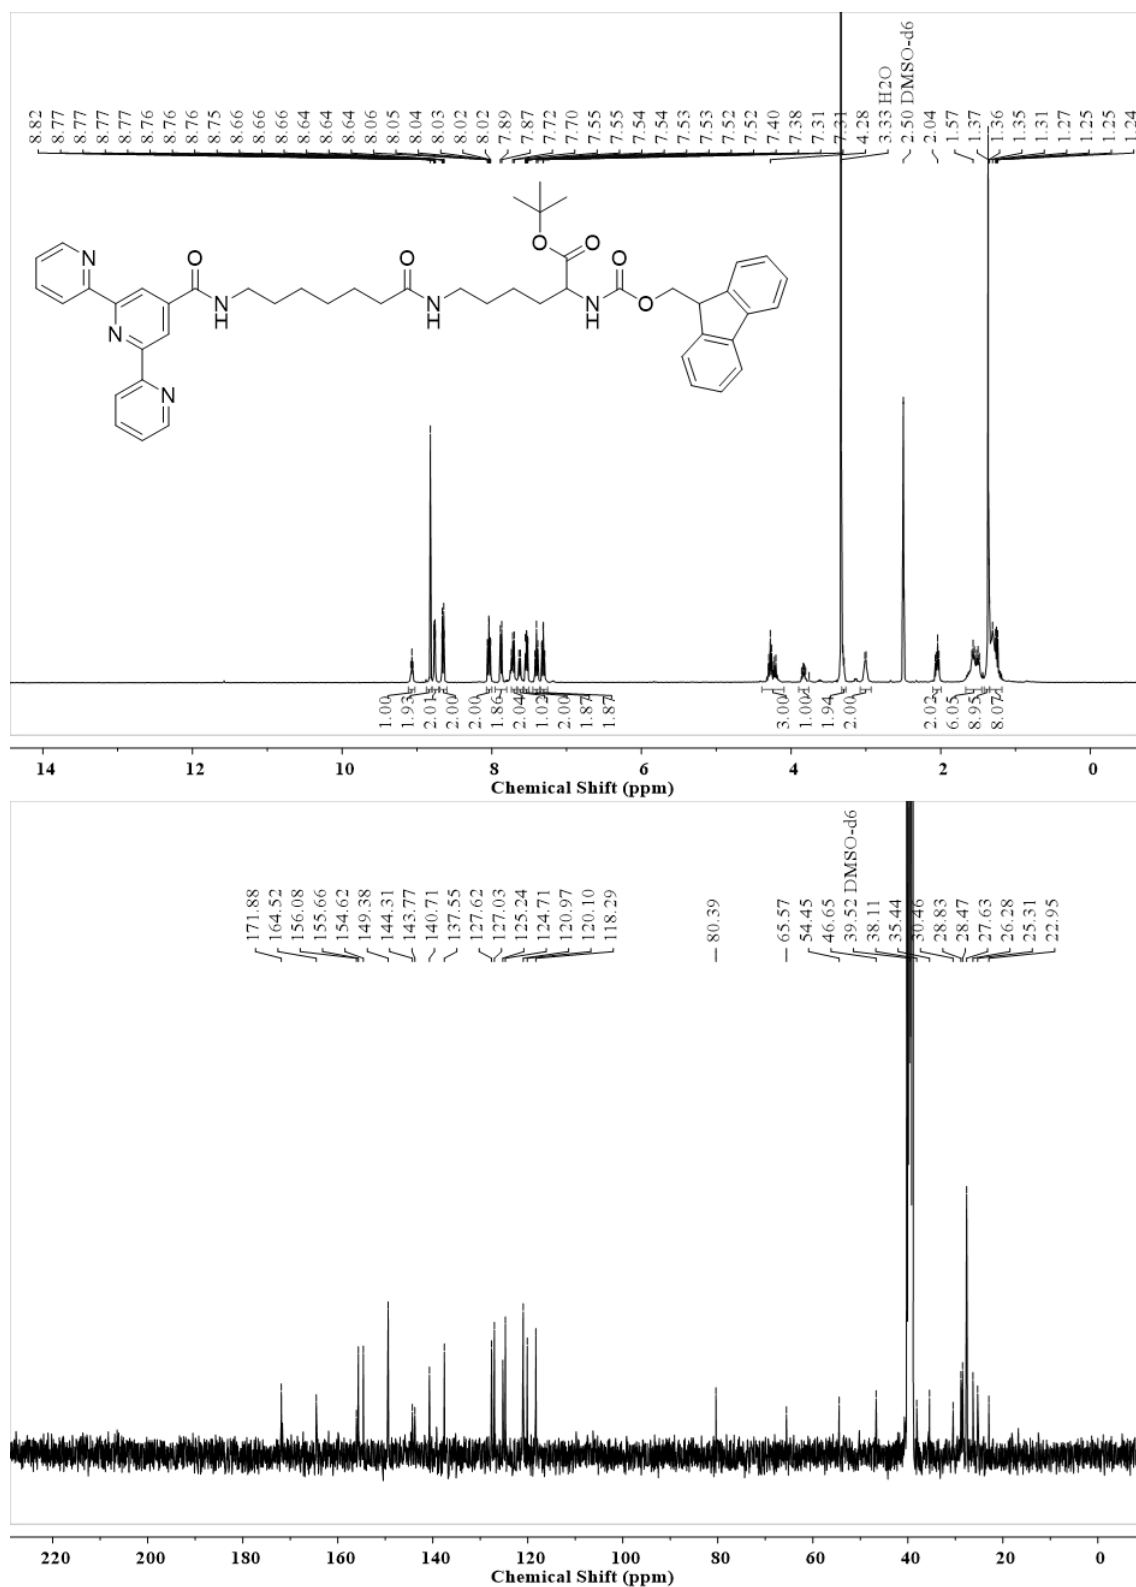 8.82 8.77 8.77 8.77 8.77 8.76 8.76 8.76 8.75 8.66 8.66 8.66 8.64 8.64 8.64 8.06 8.05 8.04 8.03 8.02 8.02 7.89 7.87 7.72 7.70 7.55 7.55 7.54 7.54 7.53 7.53 7.52 7.52 7.40 7.38 7.31 7.31 4.28 3.33 H2O 2.50 DMSO-d6 2.04 1.57 1.37 1.36 1.35 1.31 1.27 1.25 1.25 1.24
O O
O O
N O O N
N N N O
H H H
N
N
1.00 1.93 2.01 2.00 2.00 1.86 2.04 1.02 2.00 1.87 1.87 3.00 1.00 1.94 2.00 2.02 6.05 8.95 8.07
14 12 10 8 6 4 2 0
Chemical Shift (ppm)
171.88 164.52 156.08 155.66 154.62 149.38 144.31 143.77 140.71 137.55 127.62 127.03 125.24 124.71 120.97 120.10 118.29 80.39 65.57 54.45 46.65 39.52 DMSO-d6 38.11 35.44 30.46 28.83 28.47 27.63 26.28 25.31 22.95
220 200 180 160 140 120 100 80 60 40 20 0
Chemical Shift (ppm)